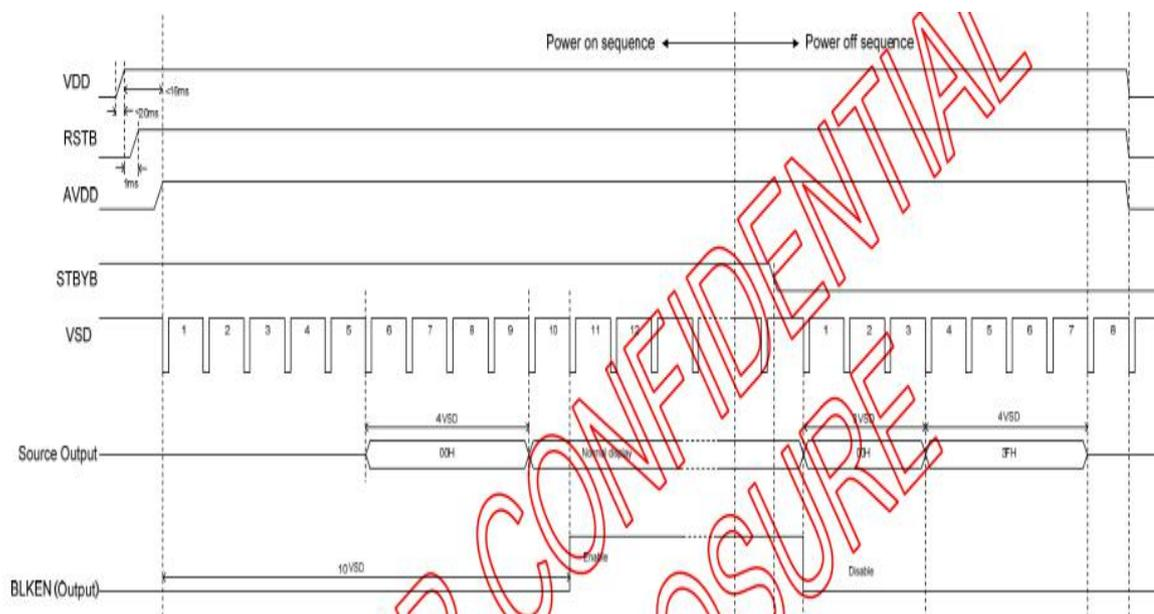 Power on sequence
Power off sequence
VDD
<16ms
<20ms
RSTB
1ms
AVDD
STBYB
VSD
1 2 3 4 5 6 7 8 9 10 11 12
1 2 3 4 5 6 7 8
4VSD
3VSD
4VSD
Source Output
00H
Normal display
00H
3FH
10VSD
Enable
Disable
BLKEN (Output)
CONFIDENTIAL